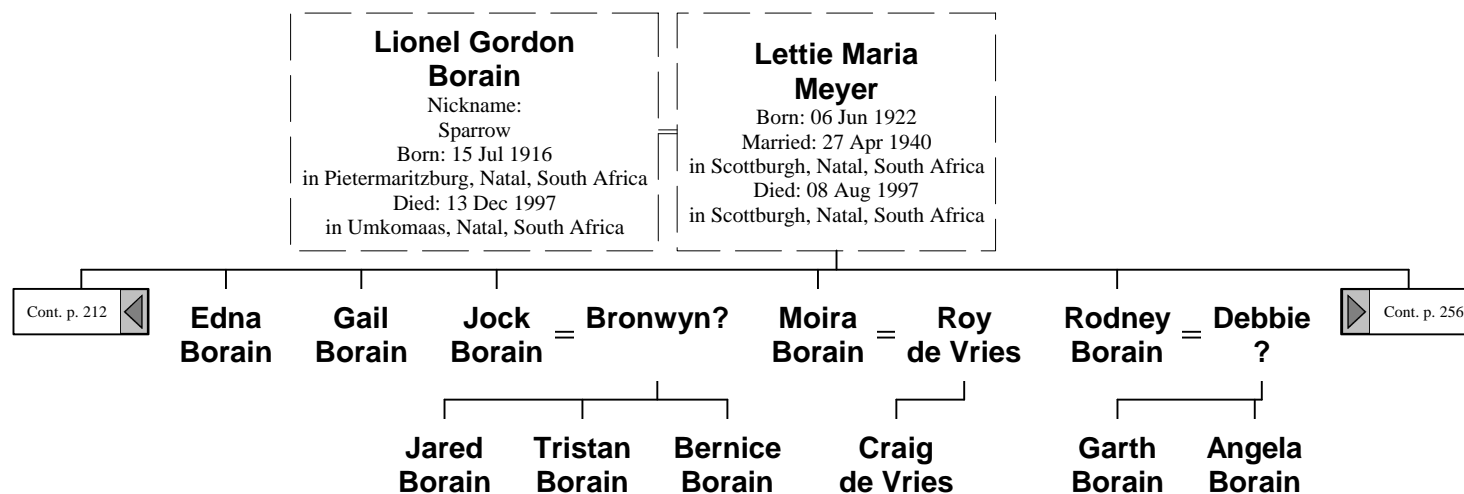 Lionel Gordon
Borain
Nickname:
Sparrow
Born: 15 Jul 1916
in Pietermaritzburg, Natal, South Africa
Died: 13 Dec 1997
in Umkomaas, Natal, South Africa
Lettie Maria
Meyer
Born: 06 Jun 1922
Married: 27 Apr 1940
in Scottburgh, Natal, South Africa
Died: 08 Aug 1997
in Scottburgh, Natal, South Africa
Cont. p. 212
Edna
Borain
Gail
Borain
Jock
Borain
=
Bronwyn?
Moira
Borain
=
Roy
de Vries
Rodney
Borain
=
Debbie
?
Cont. p. 256
Jared
Borain
Tristan
Borain
Bernice
Borain
Craig
de Vries
Garth
Borain
Angela
Borain